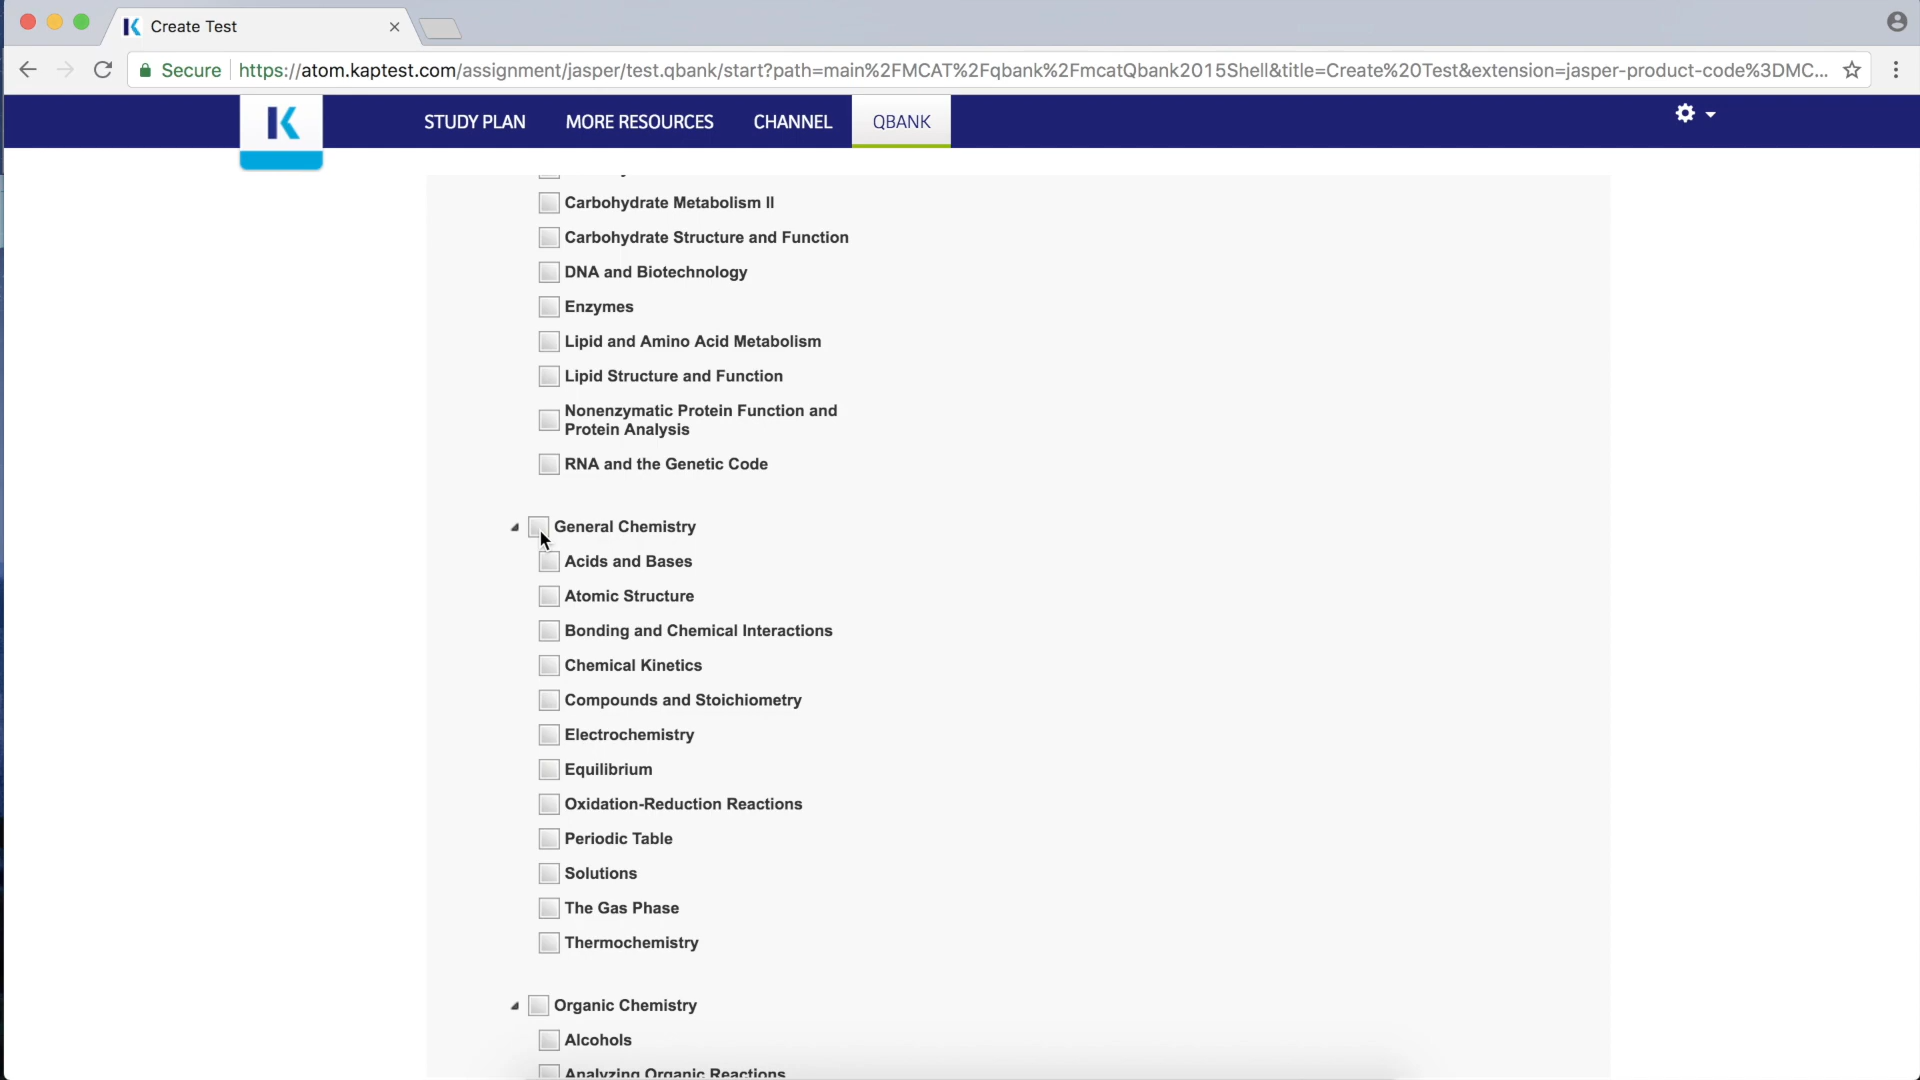 Create Test
Secure
https://atom.kaptest.com/assignment/jasper/test.qbank/start?path=main%2FMCAT%2Fqbank%2FmcatQbank2015Shell&title=Create%20Test&extension=jasper-product-code%3DMC...
STUDY PLAN
MORE RESOURCES
CHANNEL
QBANK
Carbohydrate Metabolism II
Carbohydrate Structure and Function
DNA and Biotechnology
Enzymes
Lipid and Amino Acid Metabolism
Lipid Structure and Function
Nonenzymatic Protein Function and
Protein Analysis
RNA and the Genetic Code
General Chemistry
Acids and Bases
Atomic Structure
Bonding and Chemical Interactions
Chemical Kinetics
Compounds and Stoichiometry
Electrochemistry
Equilibrium
Oxidation-Reduction Reactions
Periodic Table
Solutions
The Gas Phase
Thermochemistry
Organic Chemistry
Alcohols
Analyzing Organic Reactions